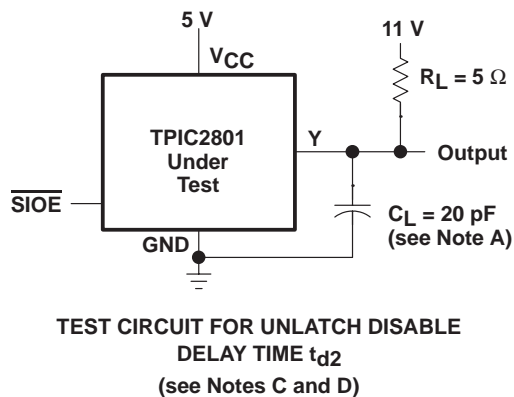 5 V
11 V
VCC
RL = 5 Ω
TPIC2801
Under
Test
Y
Output
SIOE
CL = 20 pF
(see Note A)
GND
TEST CIRCUIT FOR UNLATCH DISABLE
DELAY TIME td2
(see Notes C and D)